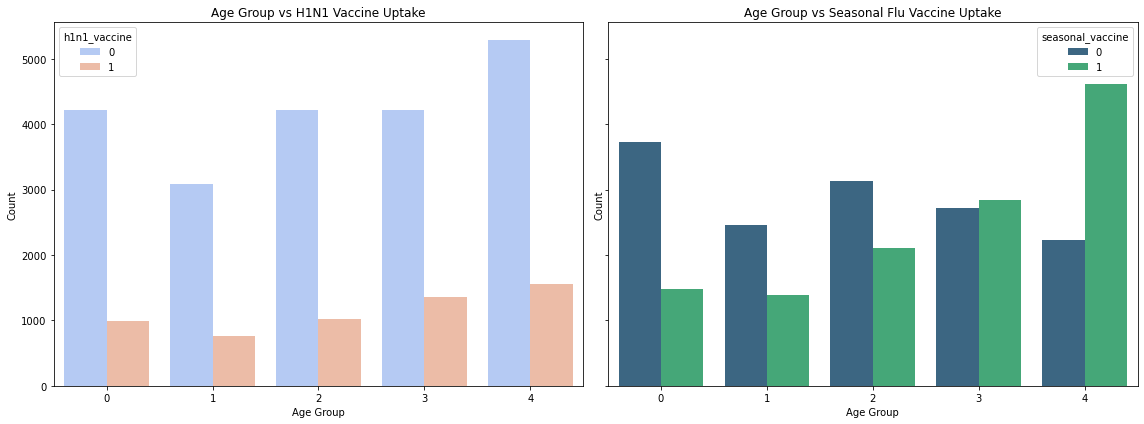 Age Group vs H1N1 Vaccine Uptake
h1n1_vaccine
0
1
5000
4000
3000
2000
1000
0
Count
0 1 2 3 4
Age Group
Age Group vs Seasonal Flu Vaccine Uptake
seasonal_vaccine
0
1
Count
0 1 2 3 4
Age Group